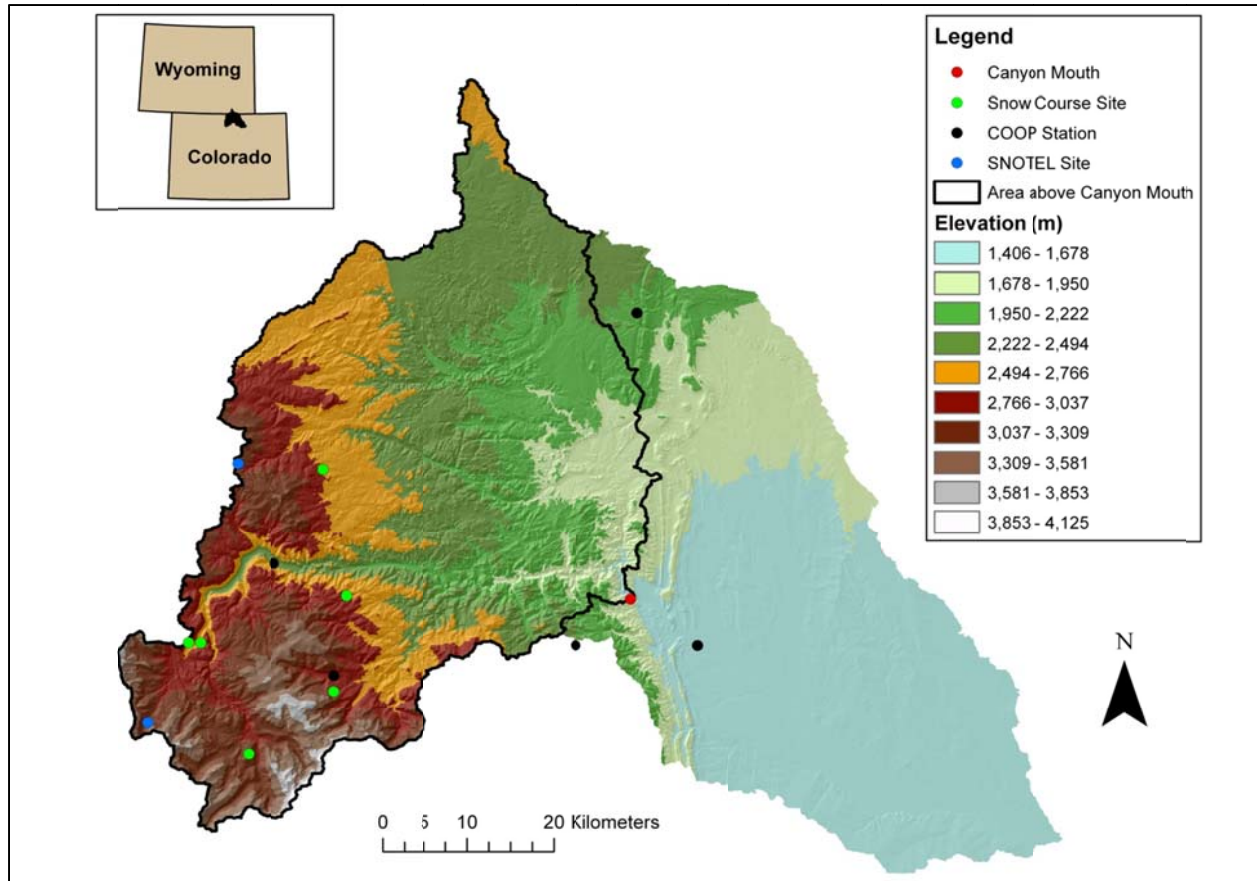 Wyoming
Colorado
Legend
Canyon Mouth
Snow Course Site
COOP Station
SNOTEL Site
Area above Canyon Mouth
Elevation (m)
1,406 - 1,678
1,678 - 1,950
1,950 - 2,222
2,222 - 2,494
2,494 - 2,766
2,766 - 3,037
3,037 - 3,309
3,309 - 3,581
3,581 - 3,853
3,853 - 4,125
N
0 5 10 20 Kilometers